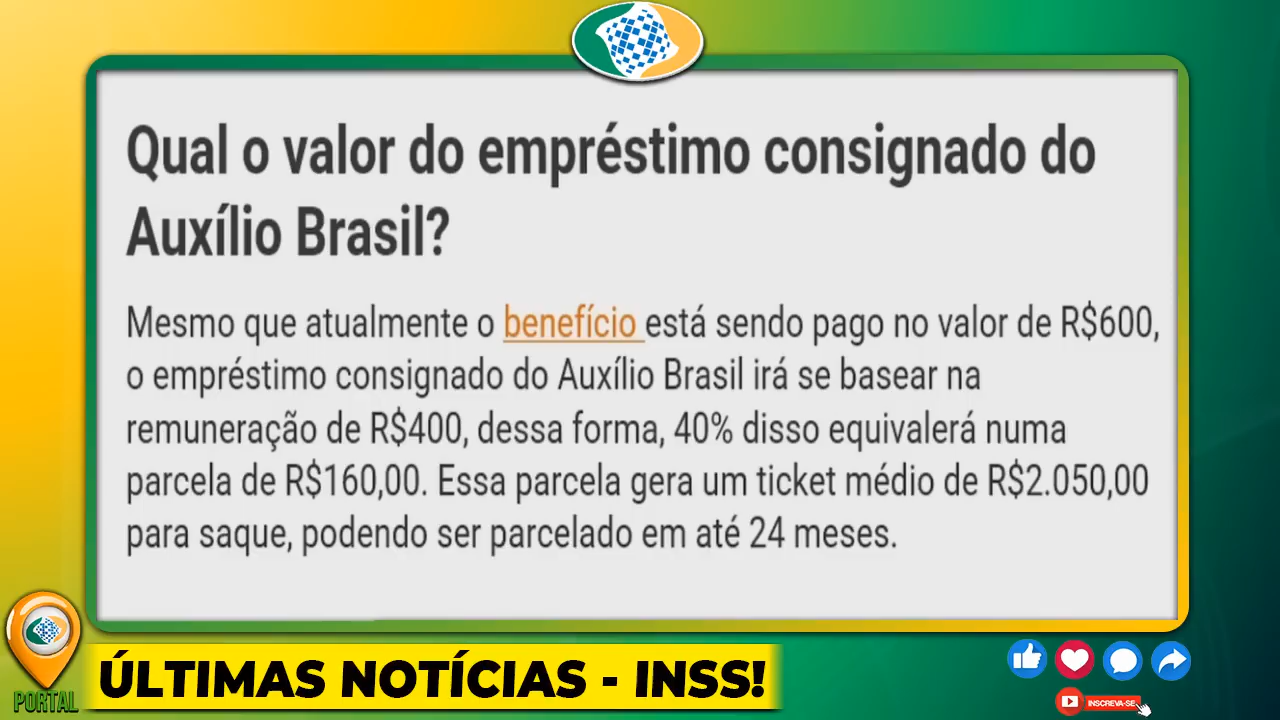 Qual o valor do empréstimo consignado do
Auxílio Brasil?
Mesmo que atualmente o benefício está sendo pago no valor de R$600,
o empréstimo consignado do Auxílio Brasil irá se basear na
remuneração de R$400, dessa forma, 40% disso equivalerá numa
parcela de R$160,00. Essa parcela gera um ticket médio de R$2.050,00
para saque, podendo ser parcelado em até 24 meses.
PORTAL
ÚLTIMAS NOTÍCIAS - INSS!
INSCREVA-SE